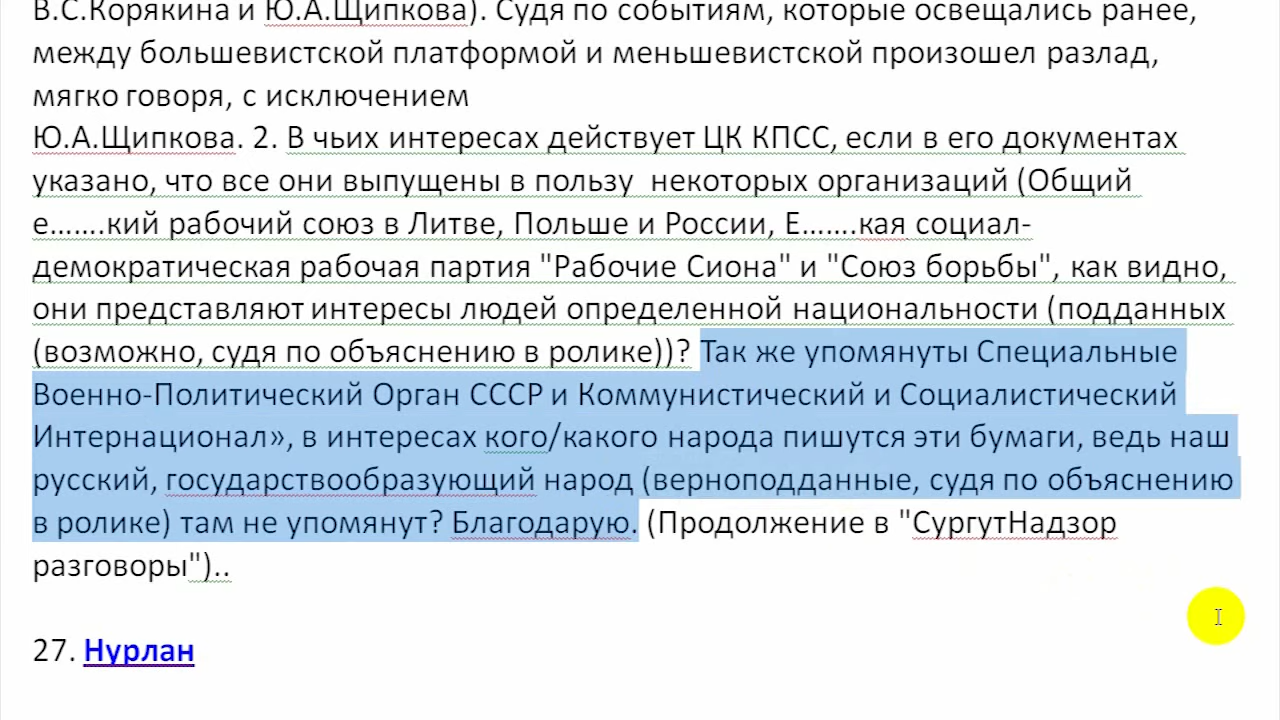 В.С.Корякина и Ю.А.Щипкова). Судя по событиям, которые освещались ранее,
между большевистской платформой и меньшевистской произошел разлад,
мягко говоря, с исключением
Ю.А.Щипкова. 2. В чьих интересах действует ЦК КПСС, если в его документах
указано, что все они выпущены в пользу  некоторых организаций (Общий
е…….кий рабочий союз в Литве, Польше и России, Е…….кая социал-
демократическая рабочая партия "Рабочие Сиона" и "Союз борьбы", как видно,
они представляют интересы людей определенной национальности (подданных
(возможно, судя по объяснению в ролике))? Так же упомянуты Специальные
Военно-Политический Орган СССР и Коммунистический и Социалистический
Интернационал», в интересах кого/какого народа пишутся эти бумаги, ведь наш
русский, государствообразующий народ (верноподданные, судя по объяснению
в ролике) там не упомянут? Благодарую. (Продолжение в "СургутНадзор
разговоры")..
27. Нурлан